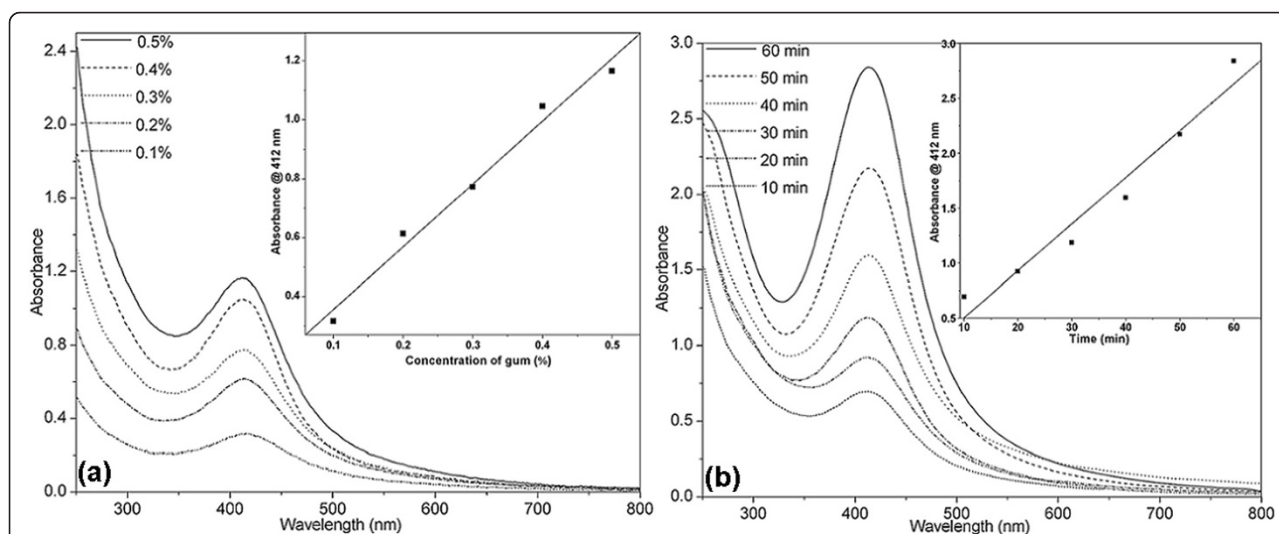 2.4
2.0
1.6
1.2
0.8
0.4
0.0
Absorbance
300 400 500 600 700 800
Wavelength (nm)
0.5%
0.4%
0.3%
0.2%
0.1%
(a)
1.2
1.0
0.8
0.6
0.4
Absorbance @ 412 nm
0.1 0.2 0.3 0.4 0.5
Concentration of gum (%)
3.0
2.5
2.0
1.5
1.0
0.5
0.0
Absorbance
300 400 500 600 700 800
Wavelength (nm)
60 min
50 min
40 min
30 min
20 min
10 min
(b)
3.0
2.5
2.0
1.5
1.0
0.5
Absorbance @ 412 nm
10 20 30 40 50 60
Time (min)